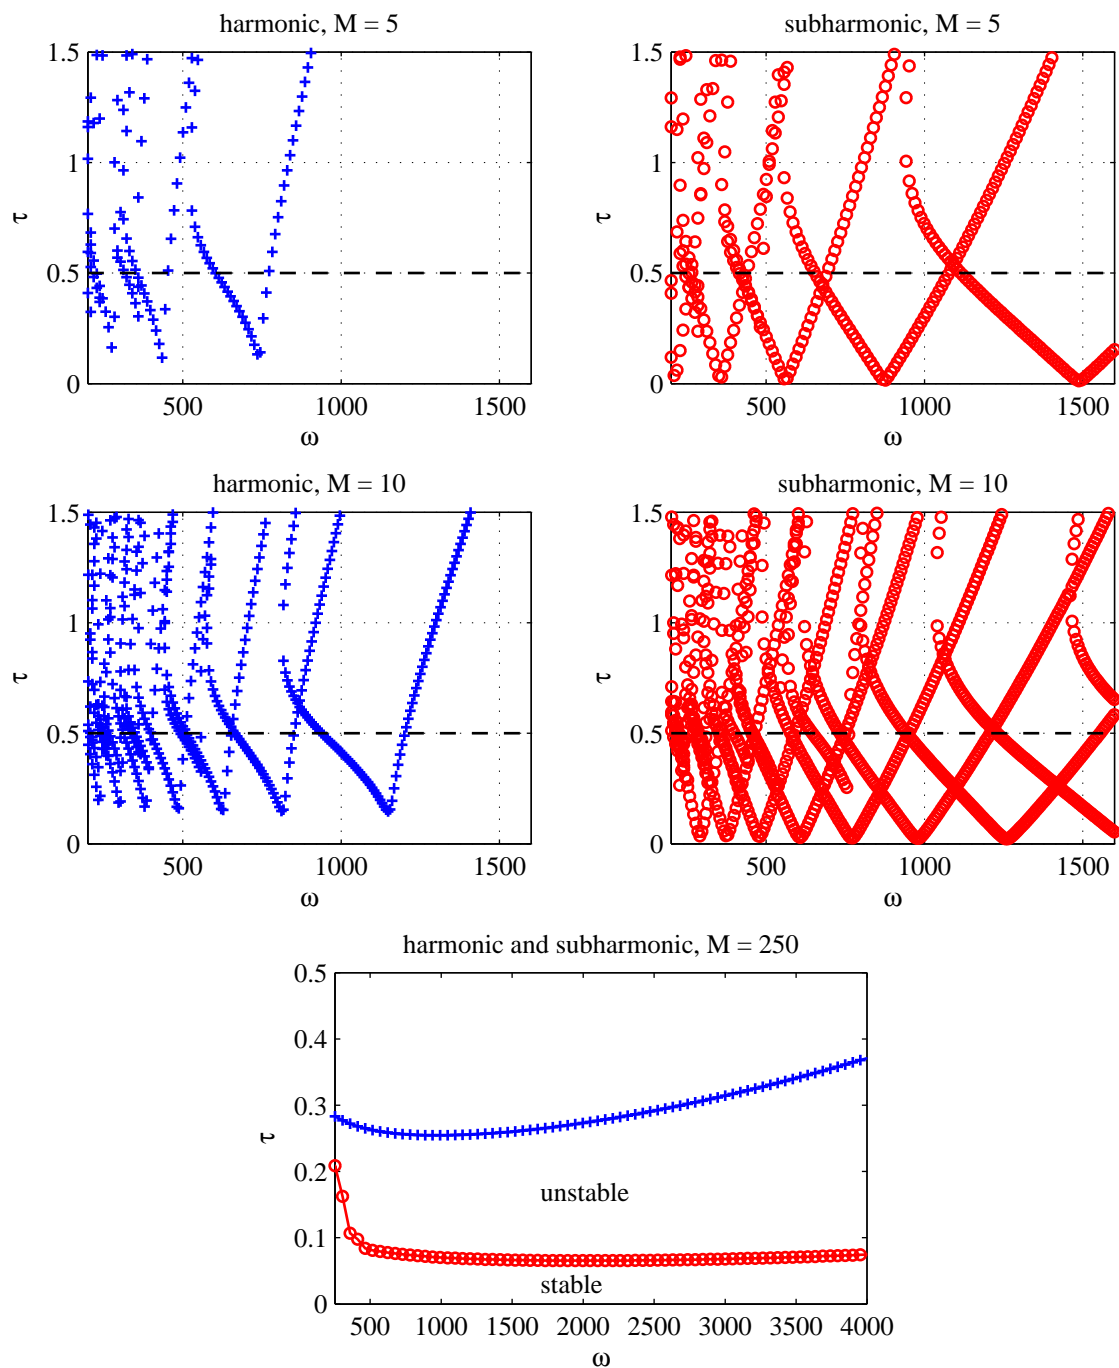 harmonic, M = 5
1.5
1
0.5
0
τ
500 1000 1500
ω
subharmonic, M = 5
1.5
1
0.5
0
τ
500 1000 1500
ω
harmonic, M = 10
1.5
1
0.5
0
τ
500 1000 1500
ω
subharmonic, M = 10
1.5
1
0.5
0
τ
500 1000 1500
ω
harmonic and subharmonic, M = 250
0.5
0.4
0.3
0.2
0.1
0
τ
unstable
stable
500 1000 1500 2000 2500 3000 3500 4000
ω